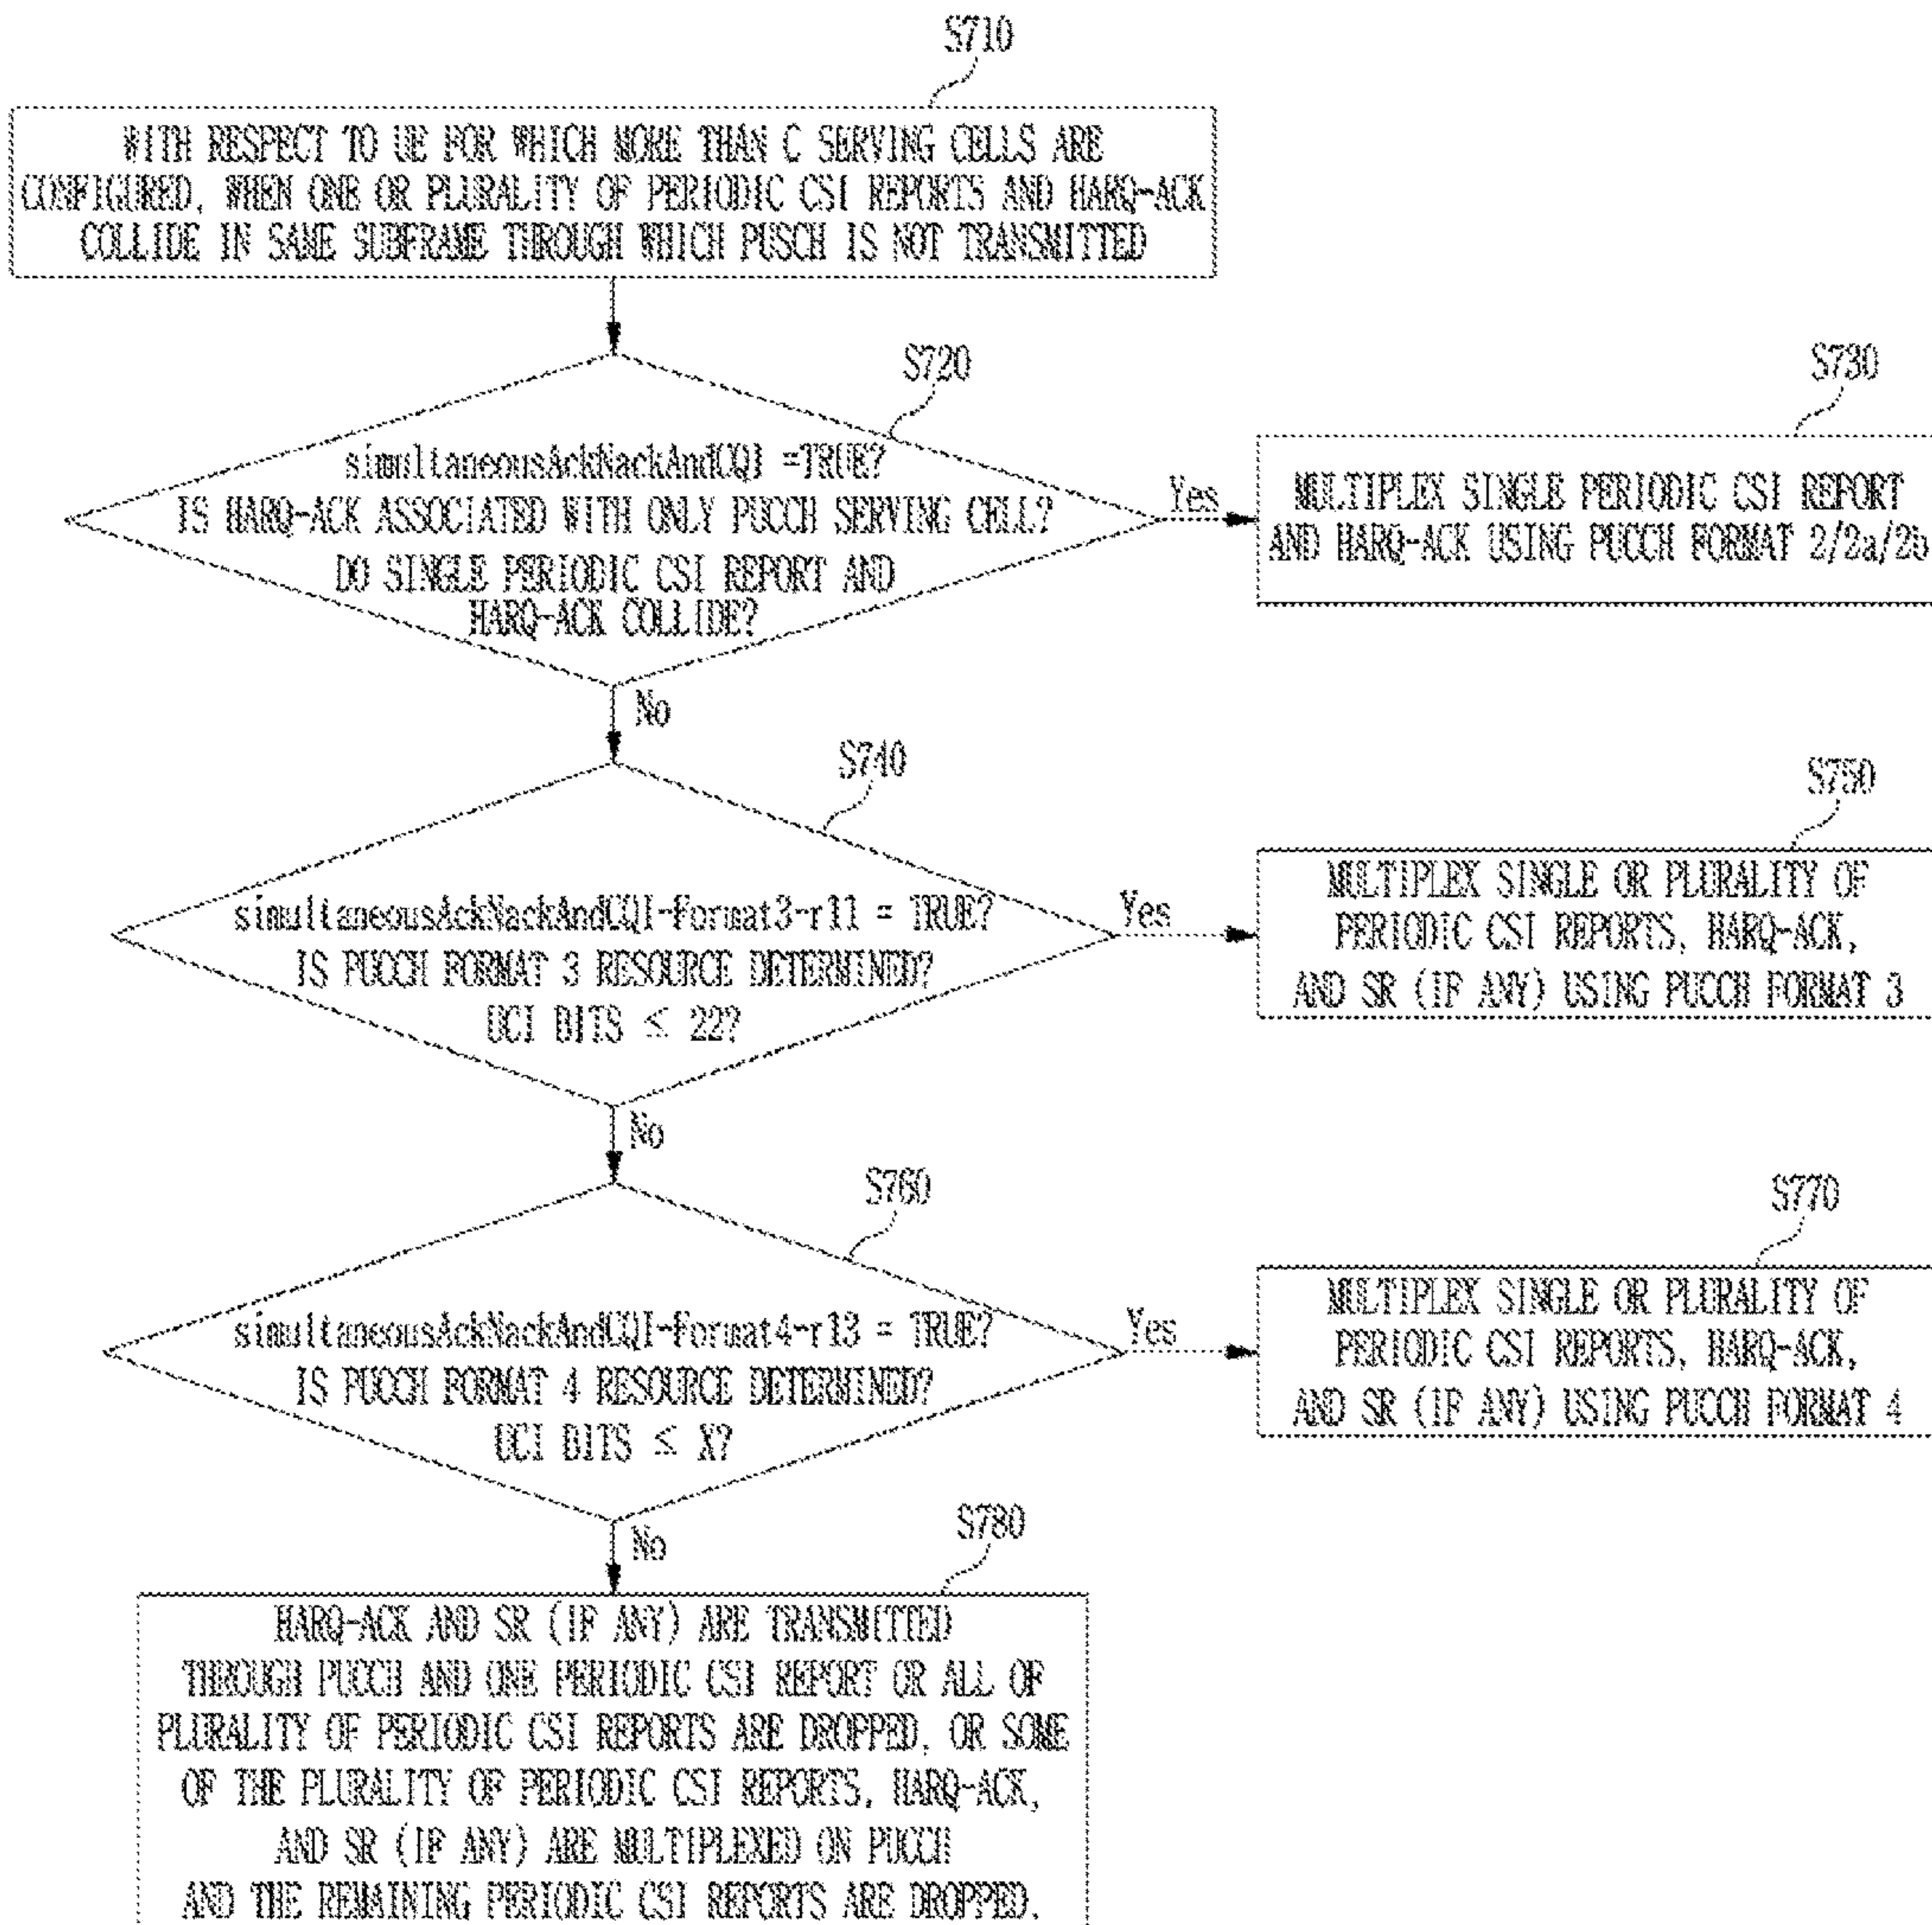 S710
WITH RESPECT TO UE FOR WHICH MORE THAN C SERVING CELLS ARE
CONFIGURED, WHEN ONE OR PLURALITY OF PERIODIC CSI REPORTS AND HARQ-ACK
COLLIDE IN SAME SUBFRAME THROUGH WHICH PUSCH IS NOT TRANSMITTED
S720
simultaneousAckNackAndCQI =TRUE?
IS HARQ-ACK ASSOCIATED WITH ONLY PUCCH SERVING CELL?
DO SINGLE PERIODIC CSI REPORT AND
HARQ-ACK COLLIDE?
Yes
S730
MULTIPLEX SINGLE PERIODIC CSI REPORT
AND HARQ-ACK USING PUCCH FORMAT 2/2a/2b
No
S740
simultaneousAckNackAndCQI-Format3-r11 = TRUE?
IS PUCCH FORMAT 3 RESOURCE DETERMINED?
UCI BITS ≤ 22?
Yes
S750
MULTIPLEX SINGLE OR PLURALITY OF
PERIODIC CSI REPORTS, HARQ-ACK,
AND SR (IF ANY) USING PUCCH FORMAT 3
No
S760
simultaneousAckNackAndCQI-Format4-r13 = TRUE?
IS PUCCH FORMAT 4 RESOURCE DETERMINED?
UCI BITS ≤ X?
Yes
S770
MULTIPLEX SINGLE OR PLURALITY OF
PERIODIC CSI REPORTS, HARQ-ACK,
AND SR (IF ANY) USING PUCCH FORMAT 4
No
S780
HARQ-ACK AND SR (IF ANY) ARE TRANSMITTED
THROUGH PUCCH AND ONE PERIODIC CSI REPORT OR ALL OF
PLURALITY OF PERIODIC CSI REPORTS ARE DROPPED, OR SOME
OF THE PLURALITY OF PERIODIC CSI REPORTS, HARQ-ACK,
AND SR (IF ANY) ARE MULTIPLEXED ON PUCCH
AND THE REMAINING PERIODIC CSI REPORTS ARE DROPPED.